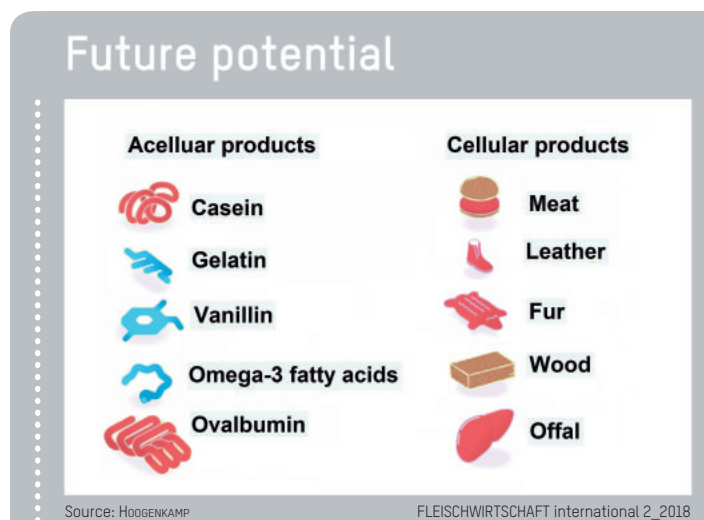 Future potential
Acelluar products
Casein
Gelatin
Vanillin
Omega-3 fatty acids
Ovalbumin
Cellular products
Meat
Leather
Fur
Wood
Offal
Source: HOOGENKAMP
FLEISCHWIRTSCHAFT international 2_2018